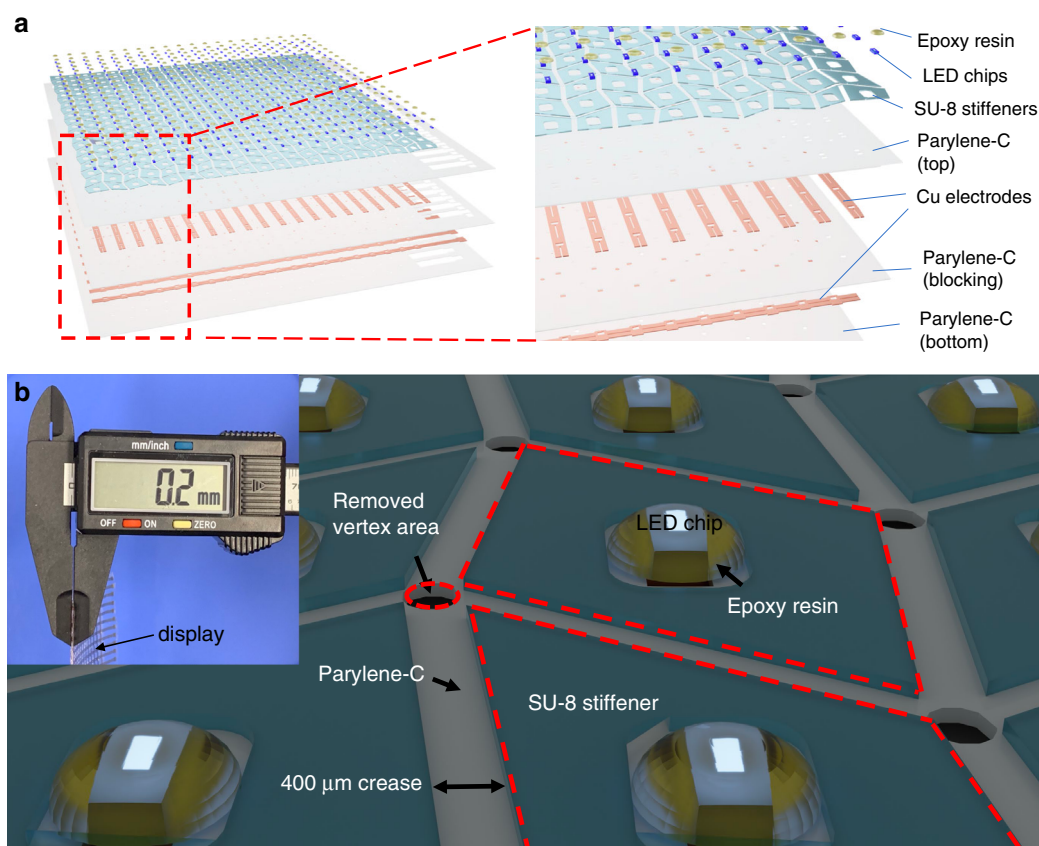 a
Epoxy resin
LED chips
SU-8 stiffeners
Parylene-C
(top)
Cu electrodes
Parylene-C
(blocking)
Parylene-C
(bottom)
b
mm/inch
0.2 mm
OFF ON ZERO
display
Removed
vertex area
LED chip
Epoxy resin
Parylene-C
SU-8 stiffener
400 μm crease